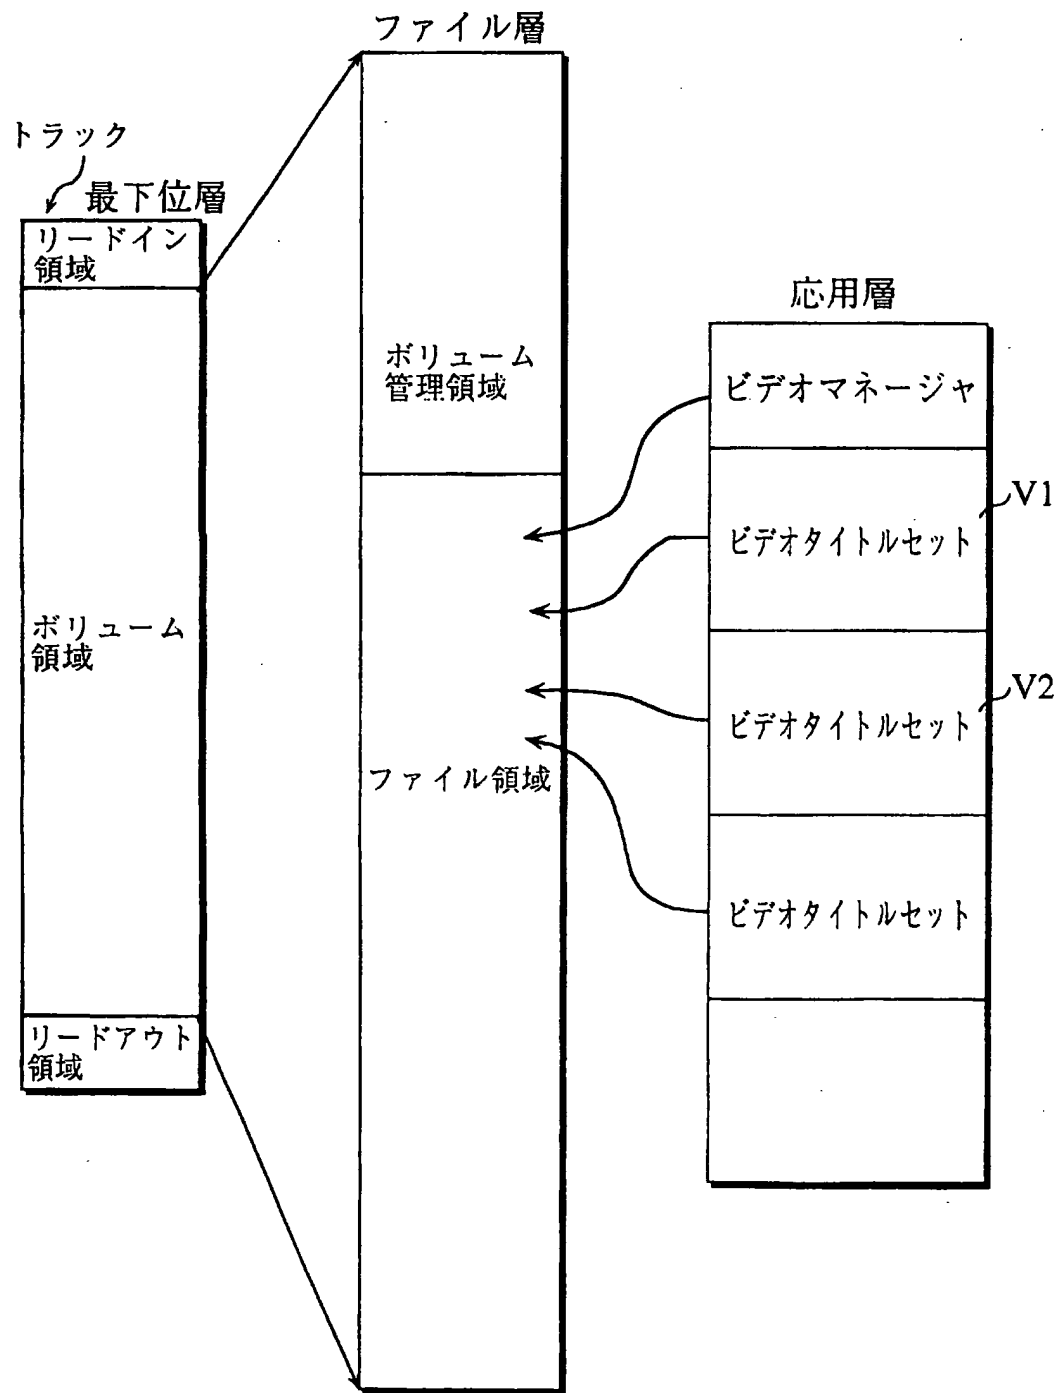 ファイル層
トラック
最下位層
リードイン
領域
ボリューム
領域
リードアウト
領域
ボリューム
管理領域
ファイル領域
応用層
ビデオマネージャ
ビデオタイトルセット
V1
ビデオタイトルセット
V2
ビデオタイトルセット